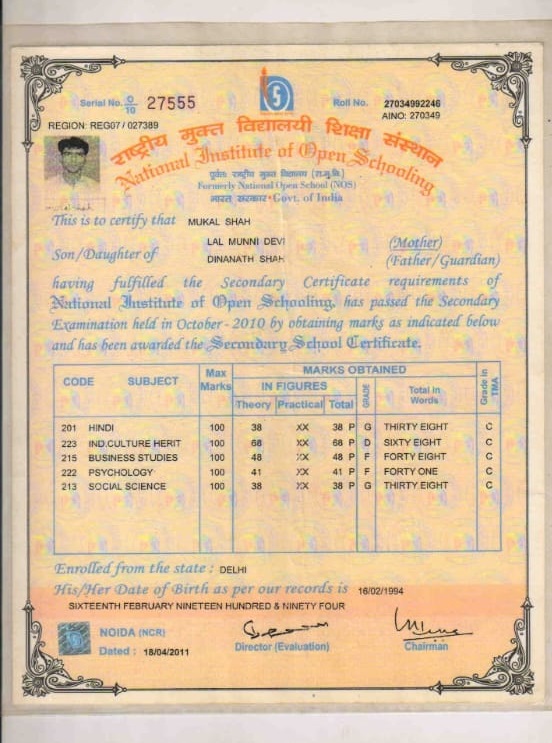 Serial No. O/10 27555
Roll No. 27034992246
AINO: 270349
REGION: REG07 / 027389
राष्ट्रीय मुक्त विद्यालयी शिक्षा संस्थान
National Institute of Open Schooling
पूर्वतः राष्ट्रीय मुक्त विद्यालय (रा.मु.वि.)
Formerly National Open School (NOS)
भारत सरकार•Govt. of India
This is to certify that MUKAL SHAH
LAL MUNNI DEVI (Mother)
Son/Daughter of DINANATH SHAH (Father/Guardian)
having fulfilled the Secondary Certificate requirements of
National Institute of Open Schooling, has passed the Secondary
Examination held in October - 2010 by obtaining marks as indicated below
and has been awarded the Secondary School Certificate.
CODE SUBJECT Max Marks MARKS OBTAINED Grade in TMA
IN FIGURES GRADE Total in Words
Theory Practical Total
201 HINDI 100 38 XX 38 P G THIRTY EIGHT C
223 IND.CULTURE HERIT 100 68 XX 68 P D SIXTY EIGHT C
215 BUSINESS STUDIES 100 48 XX 48 P F FORTY EIGHT C
222 PSYCHOLOGY 100 41 XX 41 P F FORTY ONE C
213 SOCIAL SCIENCE 100 38 XX 38 P G THIRTY EIGHT C
Enrolled from the state : DELHI
His/Her Date of Birth as per our records is 16/02/1994
SIXTEENTH FEBRUARY NINETEEN HUNDRED & NINETY FOUR
NOIDA (NCR)
Dated : 18/04/2011
Director (Evaluation)
Chairman